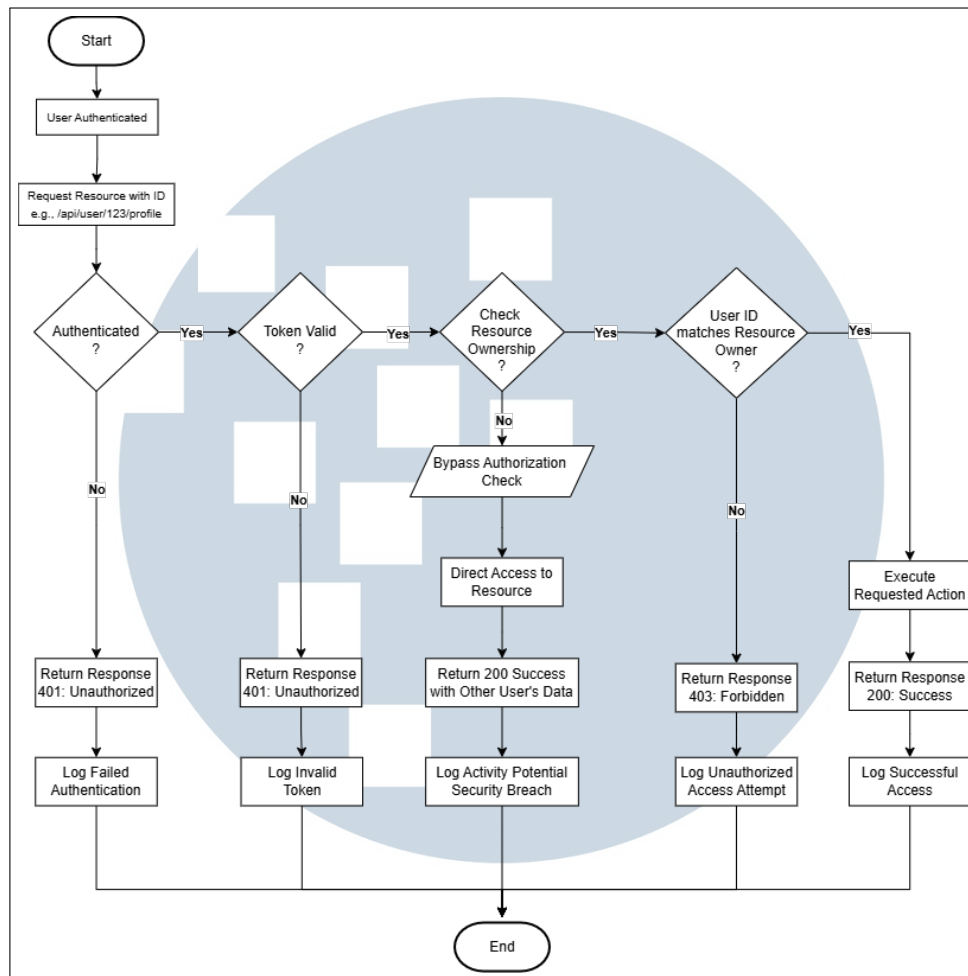 Start
User Authenticated
Request Resource with ID
e.g., /api/user/123/profile
Authenticated
?
Yes
Token Valid
?
Yes
Check
Resource
Ownership
?
Yes
User ID
matches Resource
Owner
?
Yes
No
No
No
No
Bypass Authorization
Check
Direct Access to
Resource
Execute
Requested Action
Return Response
401: Unauthorized
Return Response
401: Unauthorized
Return 200 Success
with Other User's Data
Return Response
403: Forbidden
Return Response
200: Success
Log Failed
Authentication
Log Invalid
Token
Log Activity Potential
Security Breach
Log Unauthorized
Access Attempt
Log Successful
Access
End